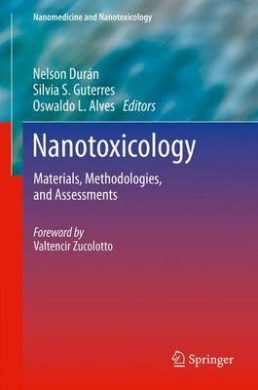 Nanomedicine and Nanotoxicology
Nelson Durán
Silvia S. Guterres
Oswaldo L. Alves Editors
Nanotoxicology
Materials, Methodologies,
and Assessments
Foreword by
Valtencir Zucolotto
Springer